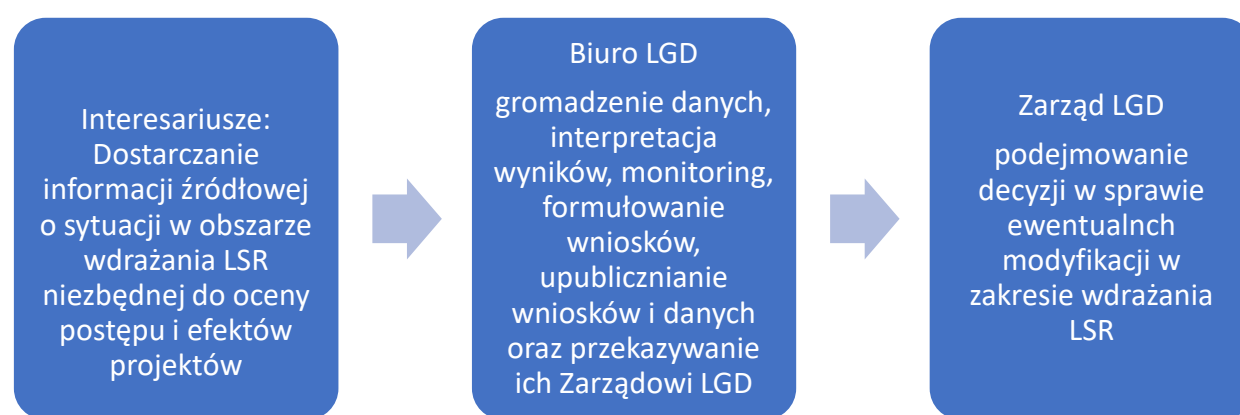 Interesariusze:
Dostarczanie
informacji źródłowej
o sytuacji w obszarze
wdrażania LSR
niezbędnej do oceny
postępu i efektów
projektów
Biuro LGD
gromadzenie danych,
interpretacja
wyników, monitoring,
formułowanie
wniosków,
upublicznianie
wniosków i danych
oraz przekazywanie
ich Zarządowi LGD
Zarząd LGD
podejmowanie
decyzji w sprawie
ewentualnch
modyfikacji w
zakresie wdrażania
LSR